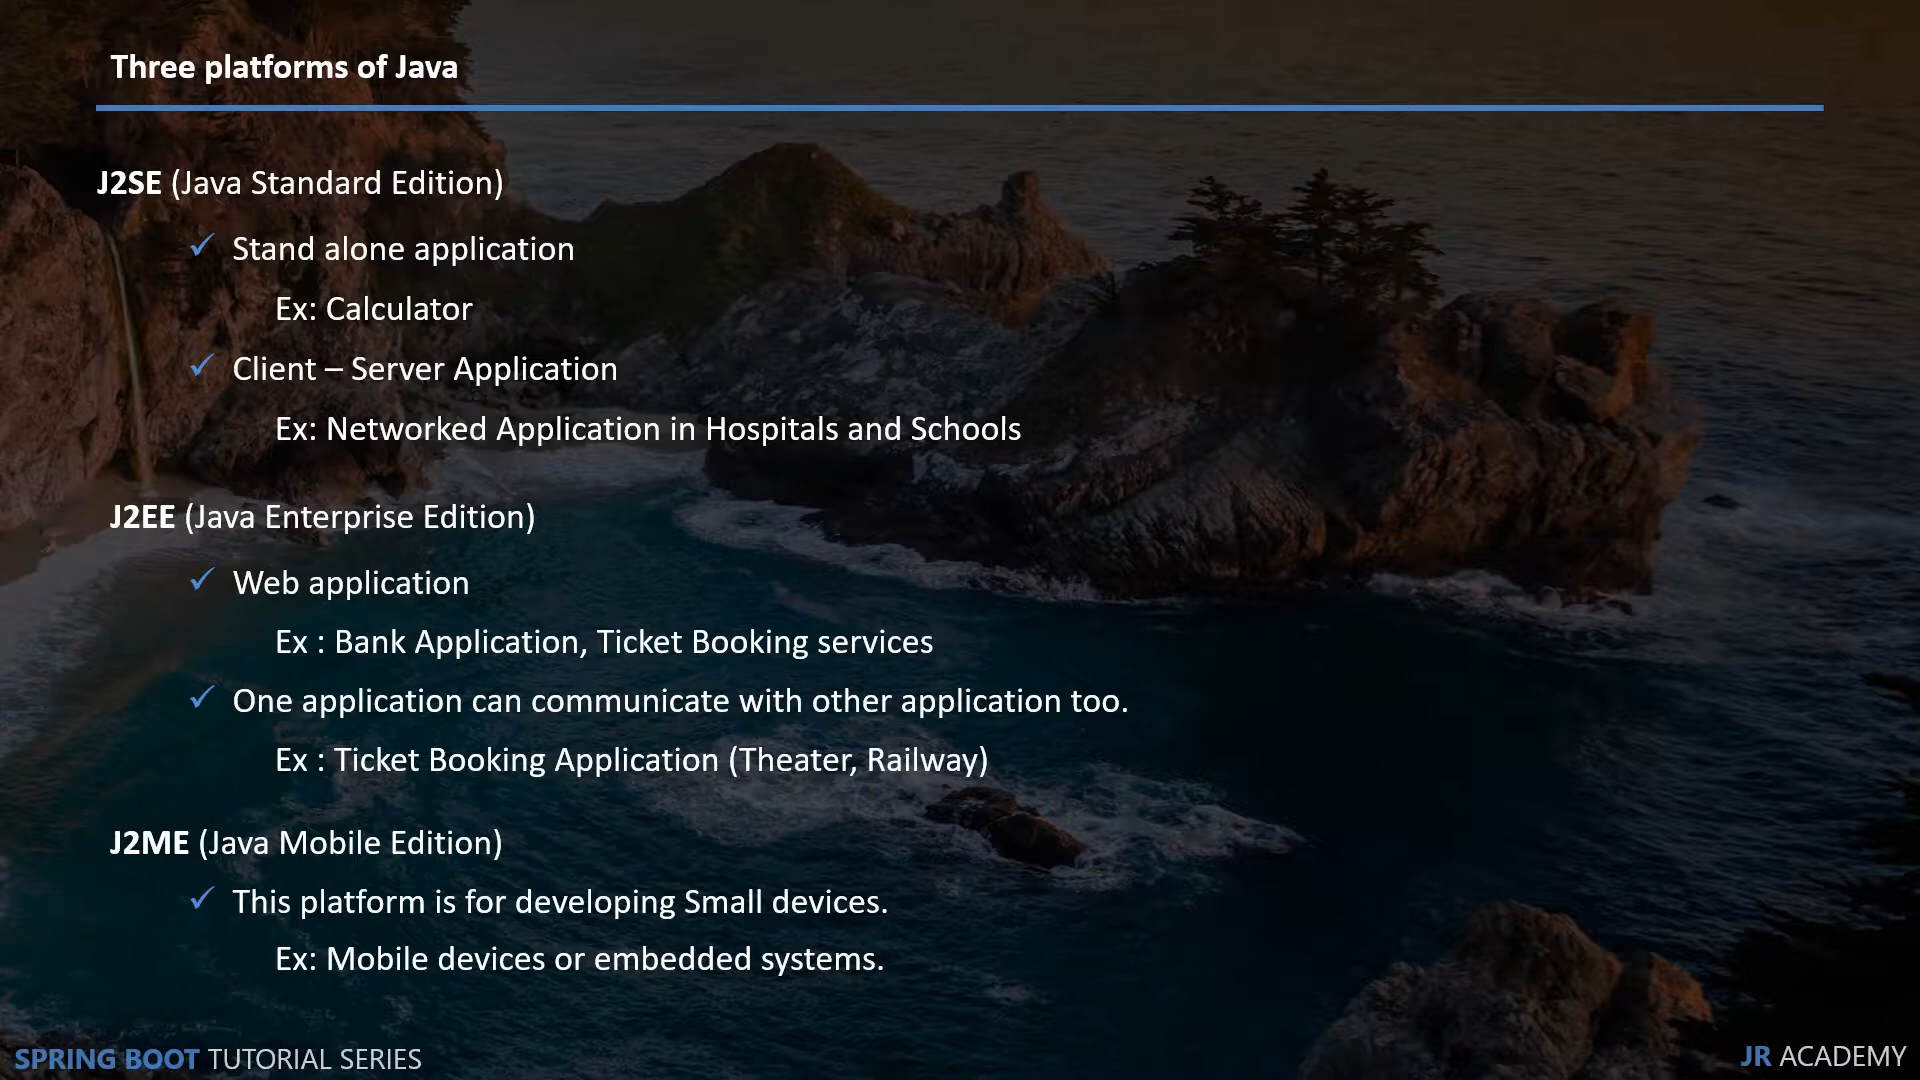 Three platforms of Java
J2SE (Java Standard Edition)
✓ Stand alone application
Ex: Calculator
✓ Client – Server Application
Ex: Networked Application in Hospitals and Schools
J2EE (Java Enterprise Edition)
✓ Web application
Ex : Bank Application, Ticket Booking services
✓ One application can communicate with other application too.
Ex : Ticket Booking Application (Theater, Railway)
J2ME (Java Mobile Edition)
✓ This platform is for developing Small devices.
Ex: Mobile devices or embedded systems.
SPRING BOOT TUTORIAL SERIES
JR ACADEMY